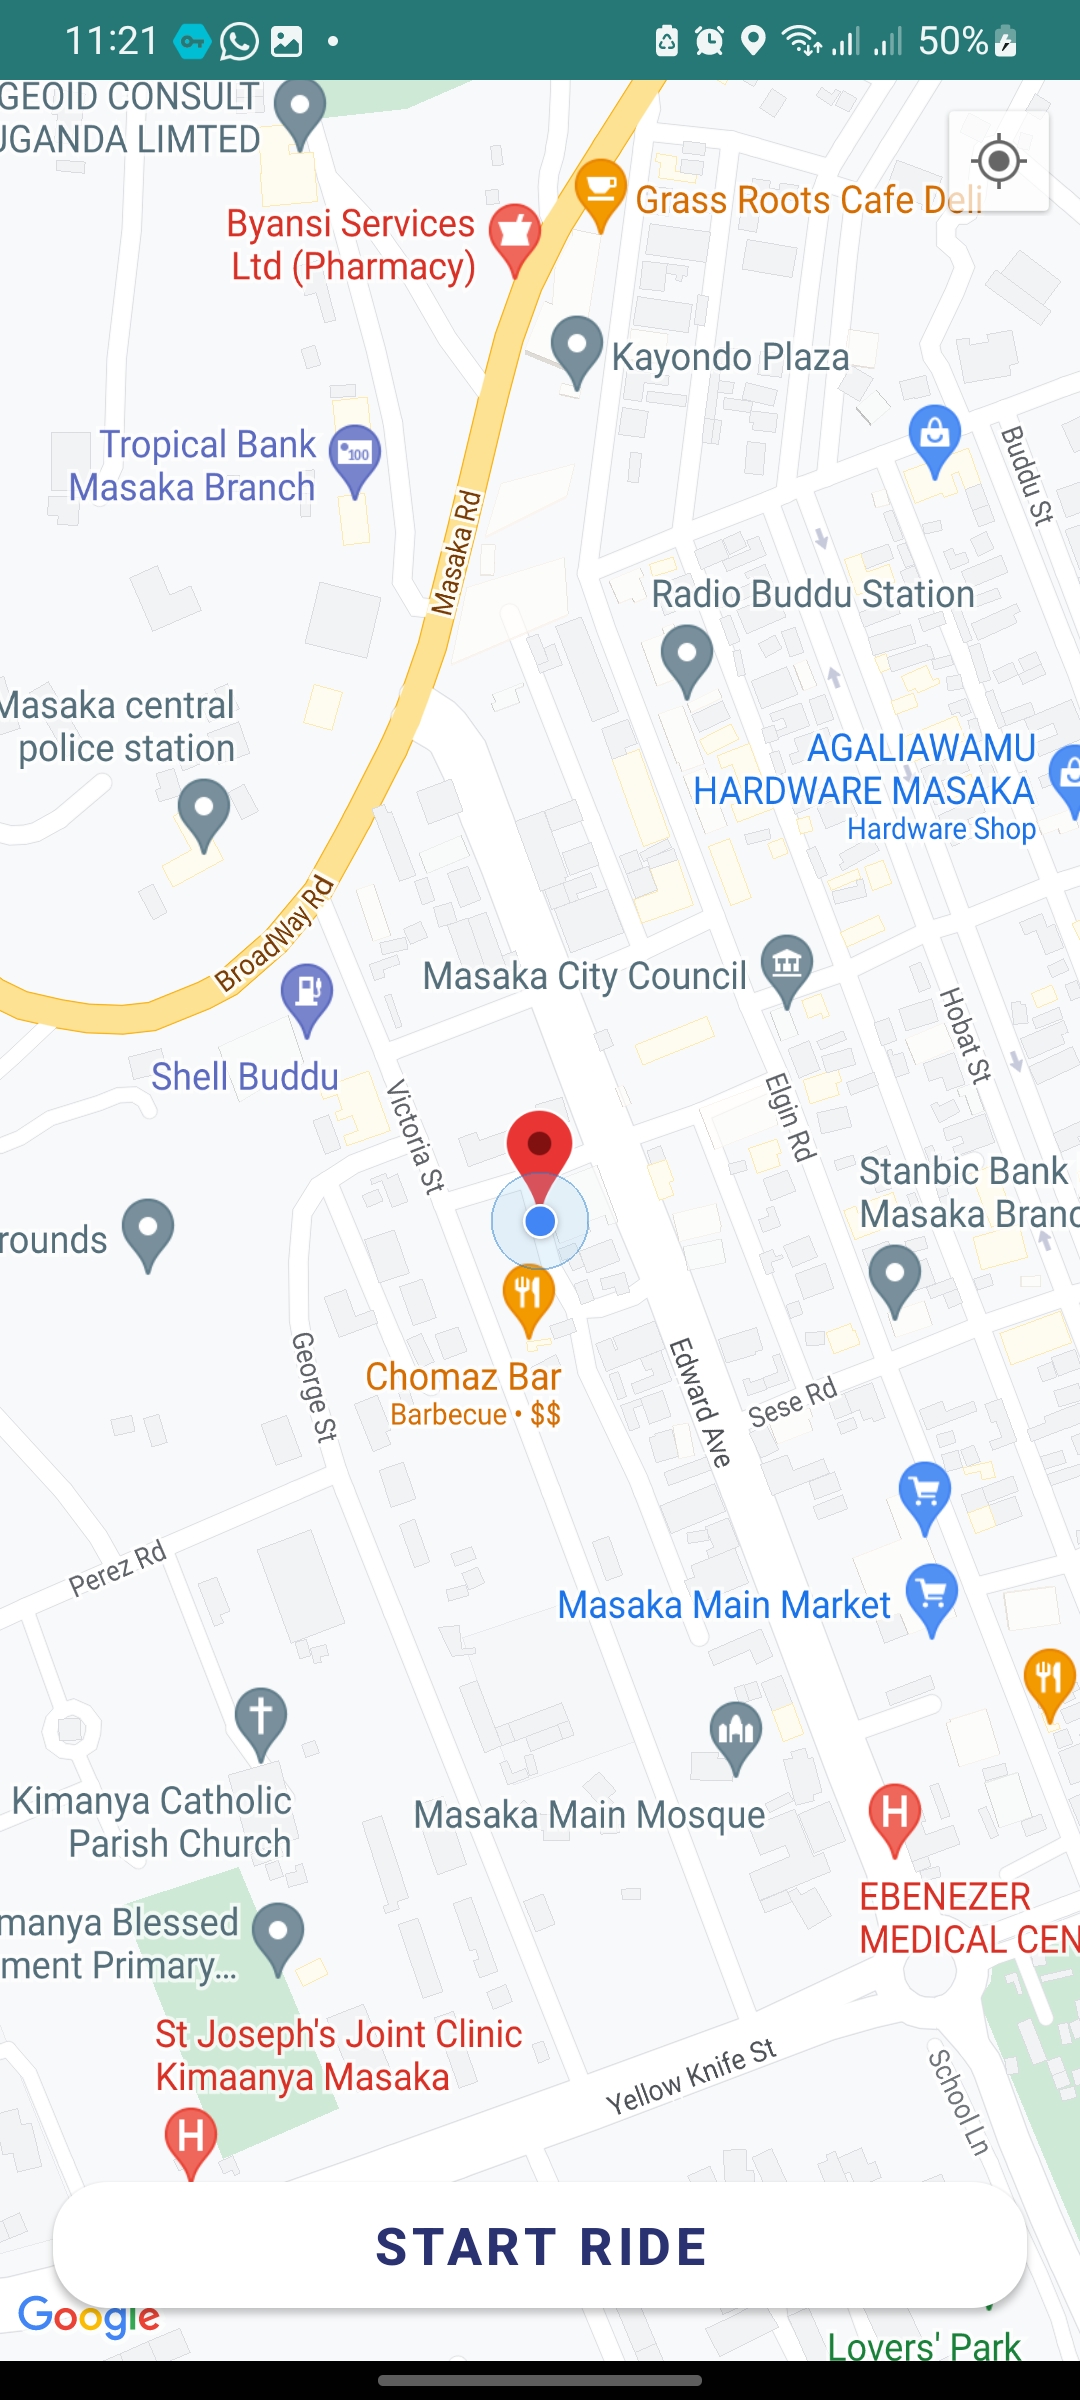 11:21
50%
GEOID CONSULT
UGANDA LIMTED
Grass Roots Cafe Deli
Byansi Services
Ltd (Pharmacy)
Kayondo Plaza
Tropical Bank
Masaka Branch
100
Buddu St
Masaka Rd
Radio Buddu Station
Masaka central
police station
AGALIAWAMU
HARDWARE MASAKA
Hardware Shop
BroadWay Rd
Masaka City Council
Hobat St
Shell Buddu
Victoria St
Elgin Rd
Stanbic Bank
Masaka Branc
rounds
George St
Chomaz Bar
Barbecue • $$
Edward Ave
Sese Rd
Perez Rd
Masaka Main Market
Kimanya Catholic
Parish Church
Masaka Main Mosque
H
EBENEZER
MEDICAL CEN
manya Blessed
ment Primary...
St Joseph's Joint Clinic
Kimaanya Masaka
H
Yellow Knife St
School Ln
START RIDE
Google
Lovers' Park